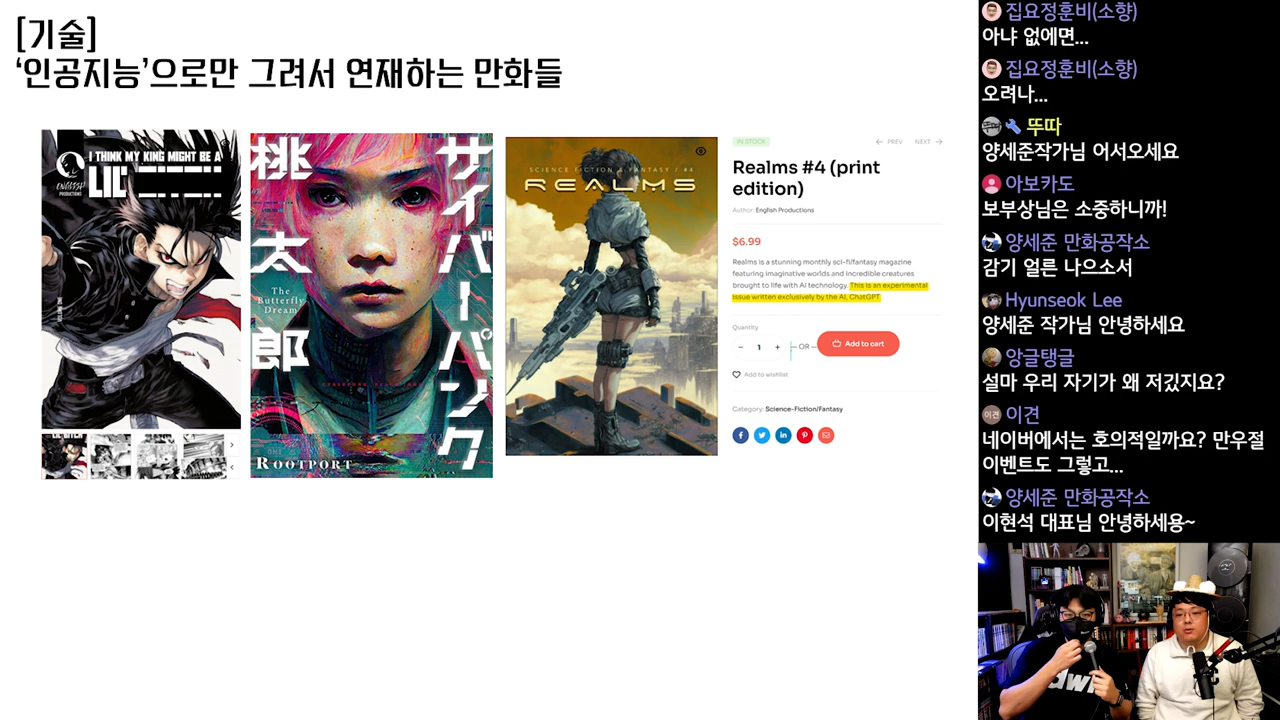 [기술]
‘인공지능’으로만 그려서 연재하는 만화들
I THINK MY KING MIGHT BE A
LIL
ENGLISH
PRODUCTIONS
サイバーパンク
桃太郎
The
Butterfly
Dream
ROOTPORT
SCIENCE FICTION & FANTASY / #4
REALMS
IN STOCK
PREV
NEXT
Realms #4 (print
edition)
Author: English Productions
$6.99
Realms is a stunning monthly sci-fi/fantasy magazine
featuring imaginative worlds and incredible creatures
brought to life with AI technology. This is an experimental
issue written exclusively by the AI, ChatGPT
Quantity
− 1 +
— OR —
Add to cart
Add to wishlist
Category: Science-Fiction/Fantasy
집요정훈비(소향)
아냐 없에면...
집요정훈비(소향)
오려나...
뚜따
양세준작가님 어서오세요
아보카도
보부상님은 소중하니까!
양세준 만화공작소
감기 얼른 나으소서
Hyunseok Lee
양세준 작가님 안녕하세요
앙글탱글
설마 우리 자기가 왜 저깄지요?
이견
이견
네이버에서는 호의적일까요? 만우절
이벤트도 그렇고...
양세준 만화공작소
이현석 대표님 안녕하세용~